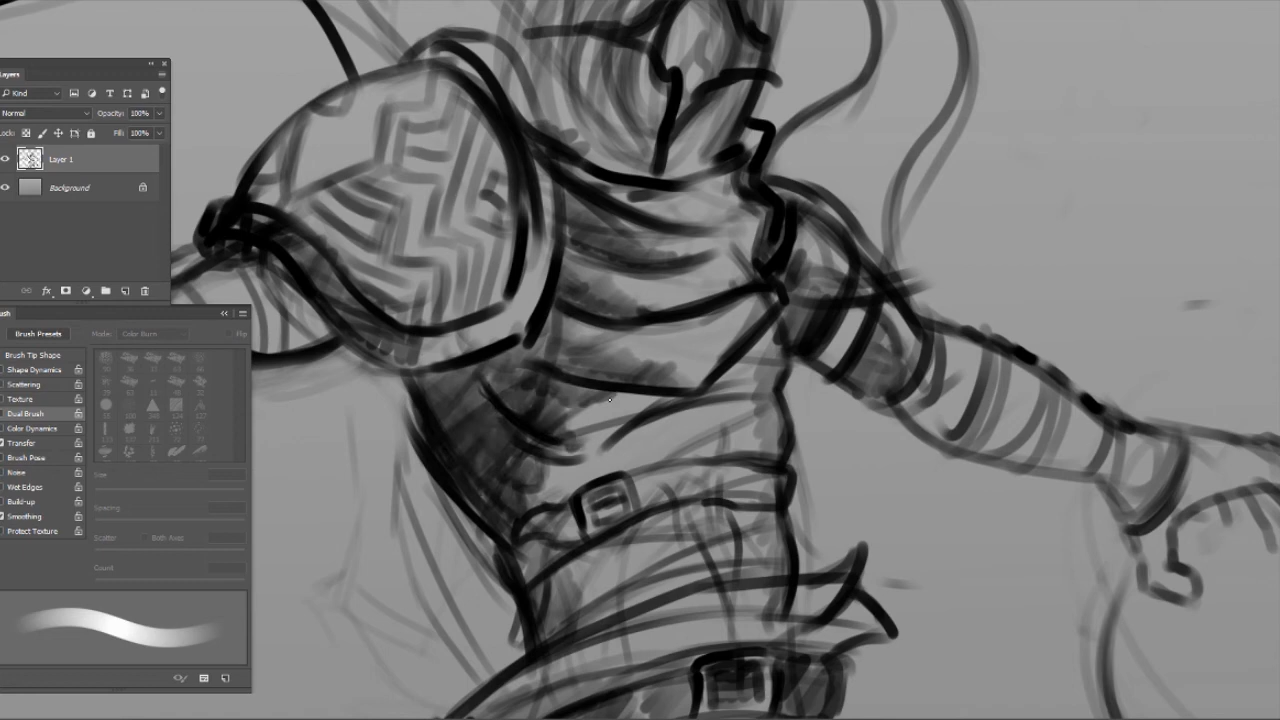 Layers
Kind
Normal Opacity: 100%
Fill: 100%
Layer 1
Background
Brush Presets Mode: Color Burn Flip
Brush Tip Shape
Shape Dynamics
Scattering
Texture
Dual Brush
Color Dynamics
Transfer
Brush Pose
Noise
Wet Edges
Build-up
Smoothing
Protect Texture
Size
Spacing
Scatter Both Axes
Count